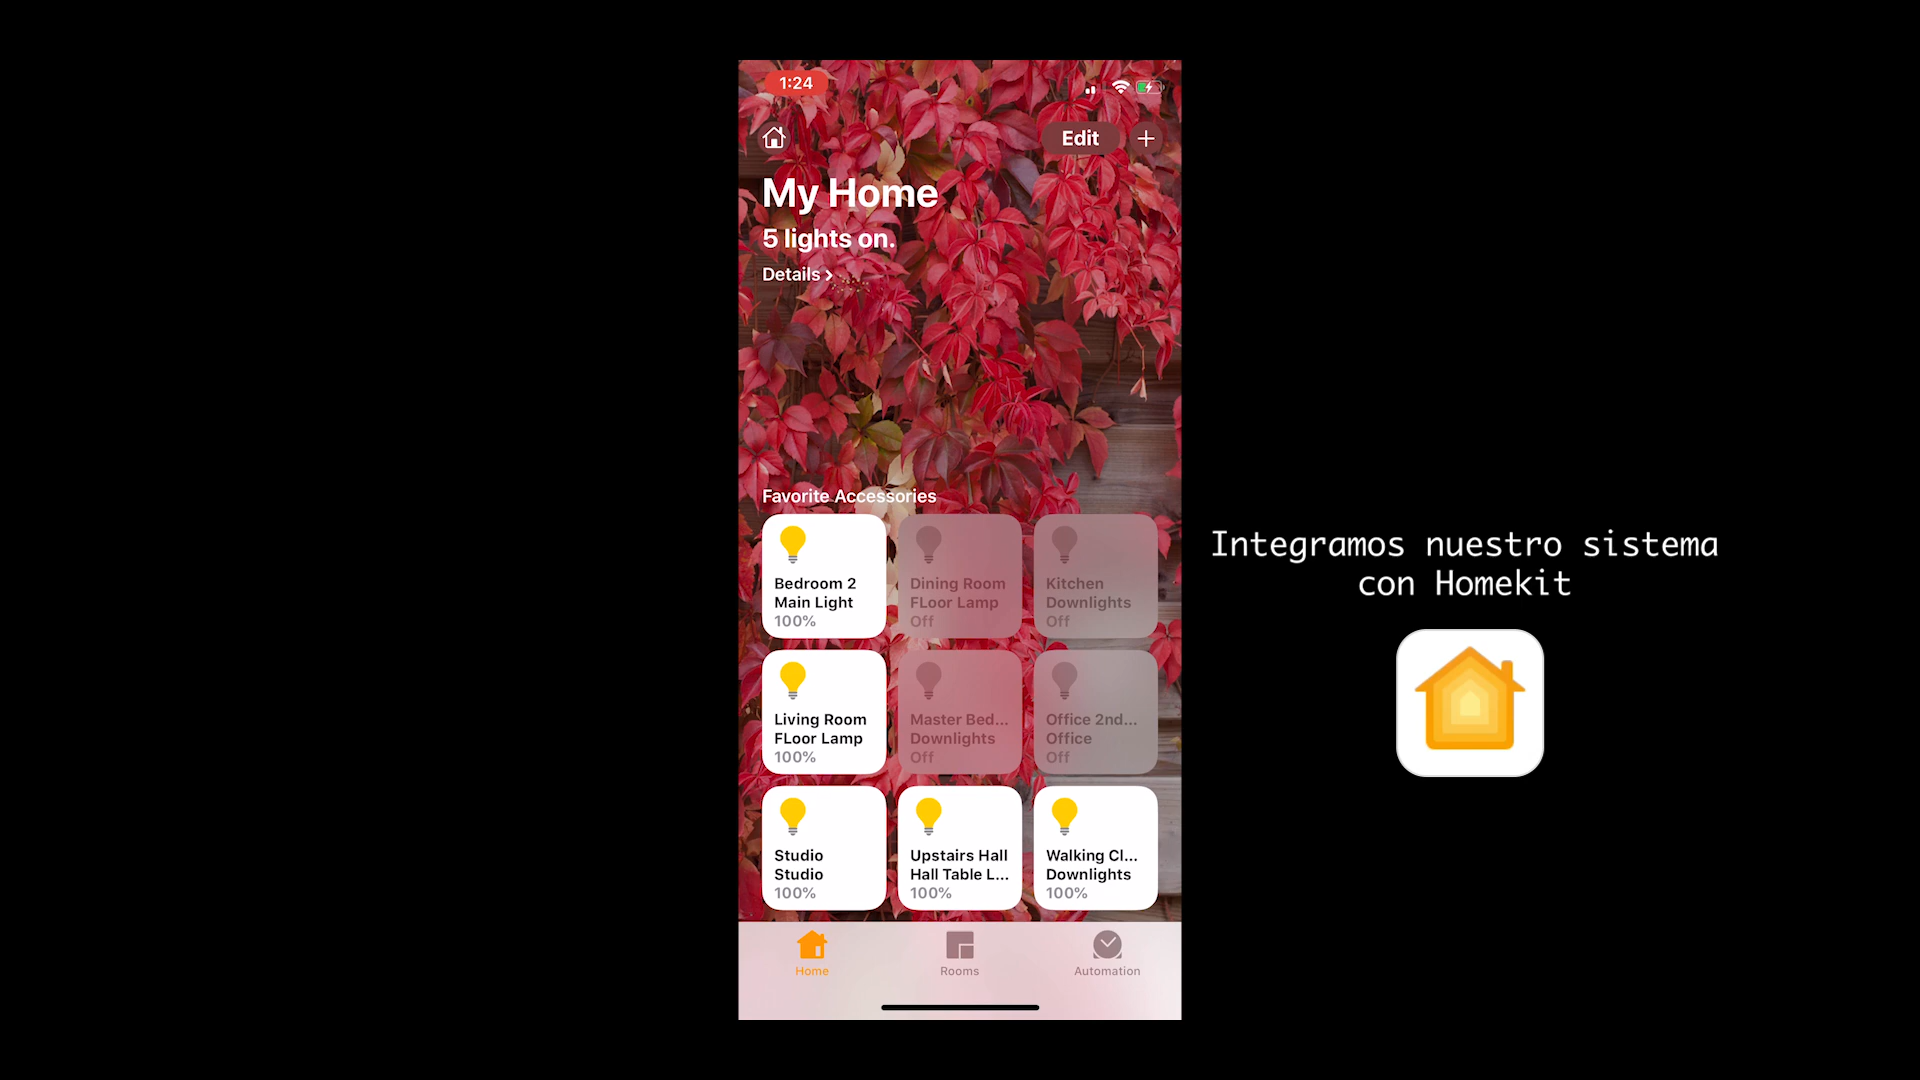 1:24
Edit
My Home
5 lights on.
Details
Favorite Accessories
Bedroom 2
Main Light
100%
Dining Room
FLoor Lamp
Off
Kitchen
Downlights
Off
Living Room
FLoor Lamp
100%
Master Bed...
Downlights
Off
Office 2nd...
Office
Off
Studio
Studio
100%
Upstairs Hall
Hall Table L...
100%
Walking Cl...
Downlights
100%
Home
Rooms
Automation
Integramos nuestro sistema
con Homekit